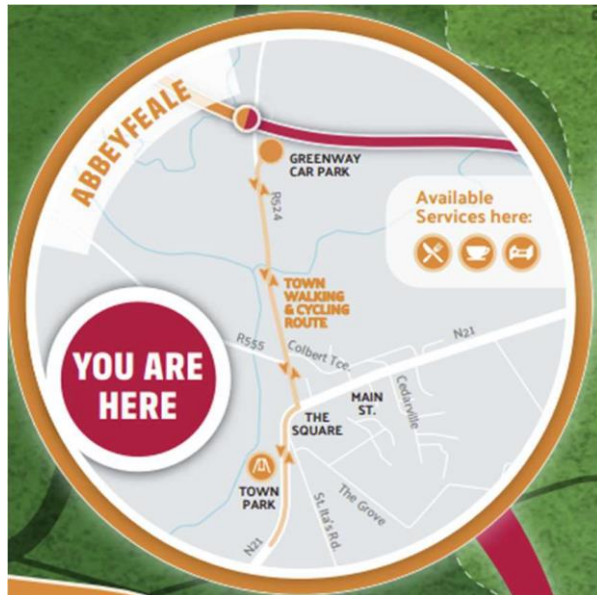 ABBEYFEALE
GREENWAY
CAR PARK
R524
Available
Services here:
TOWN
WALKING
& CYCLING
ROUTE
R555
Colbert Tce.
N21
YOU ARE
HERE
MAIN
ST.
Cedarville
THE
SQUARE
TOWN
PARK
The Grove
St. Ita's Rd.
N21